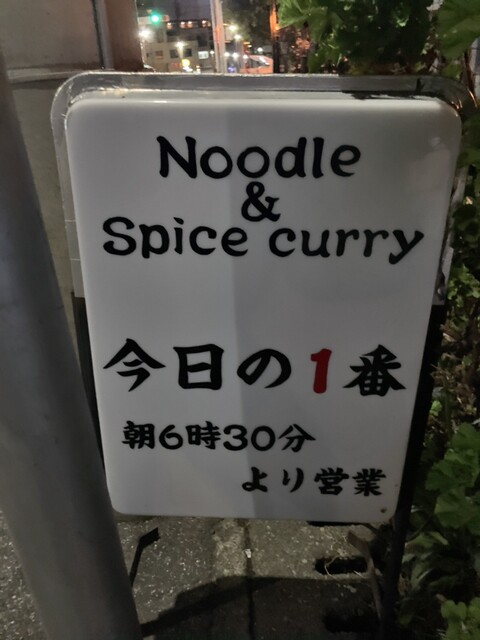 Noodle
&
Spice curry
今日の1番
朝6時30分
より営業